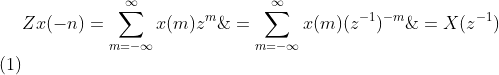 Zx(-n) = \sum_{m=-\infty}^{\infty} x(m)z^m & = \sum_{m=-\infty}^{\infty} x(m)(z^{-1})^{-m} & = X(z^{-1})
(1)